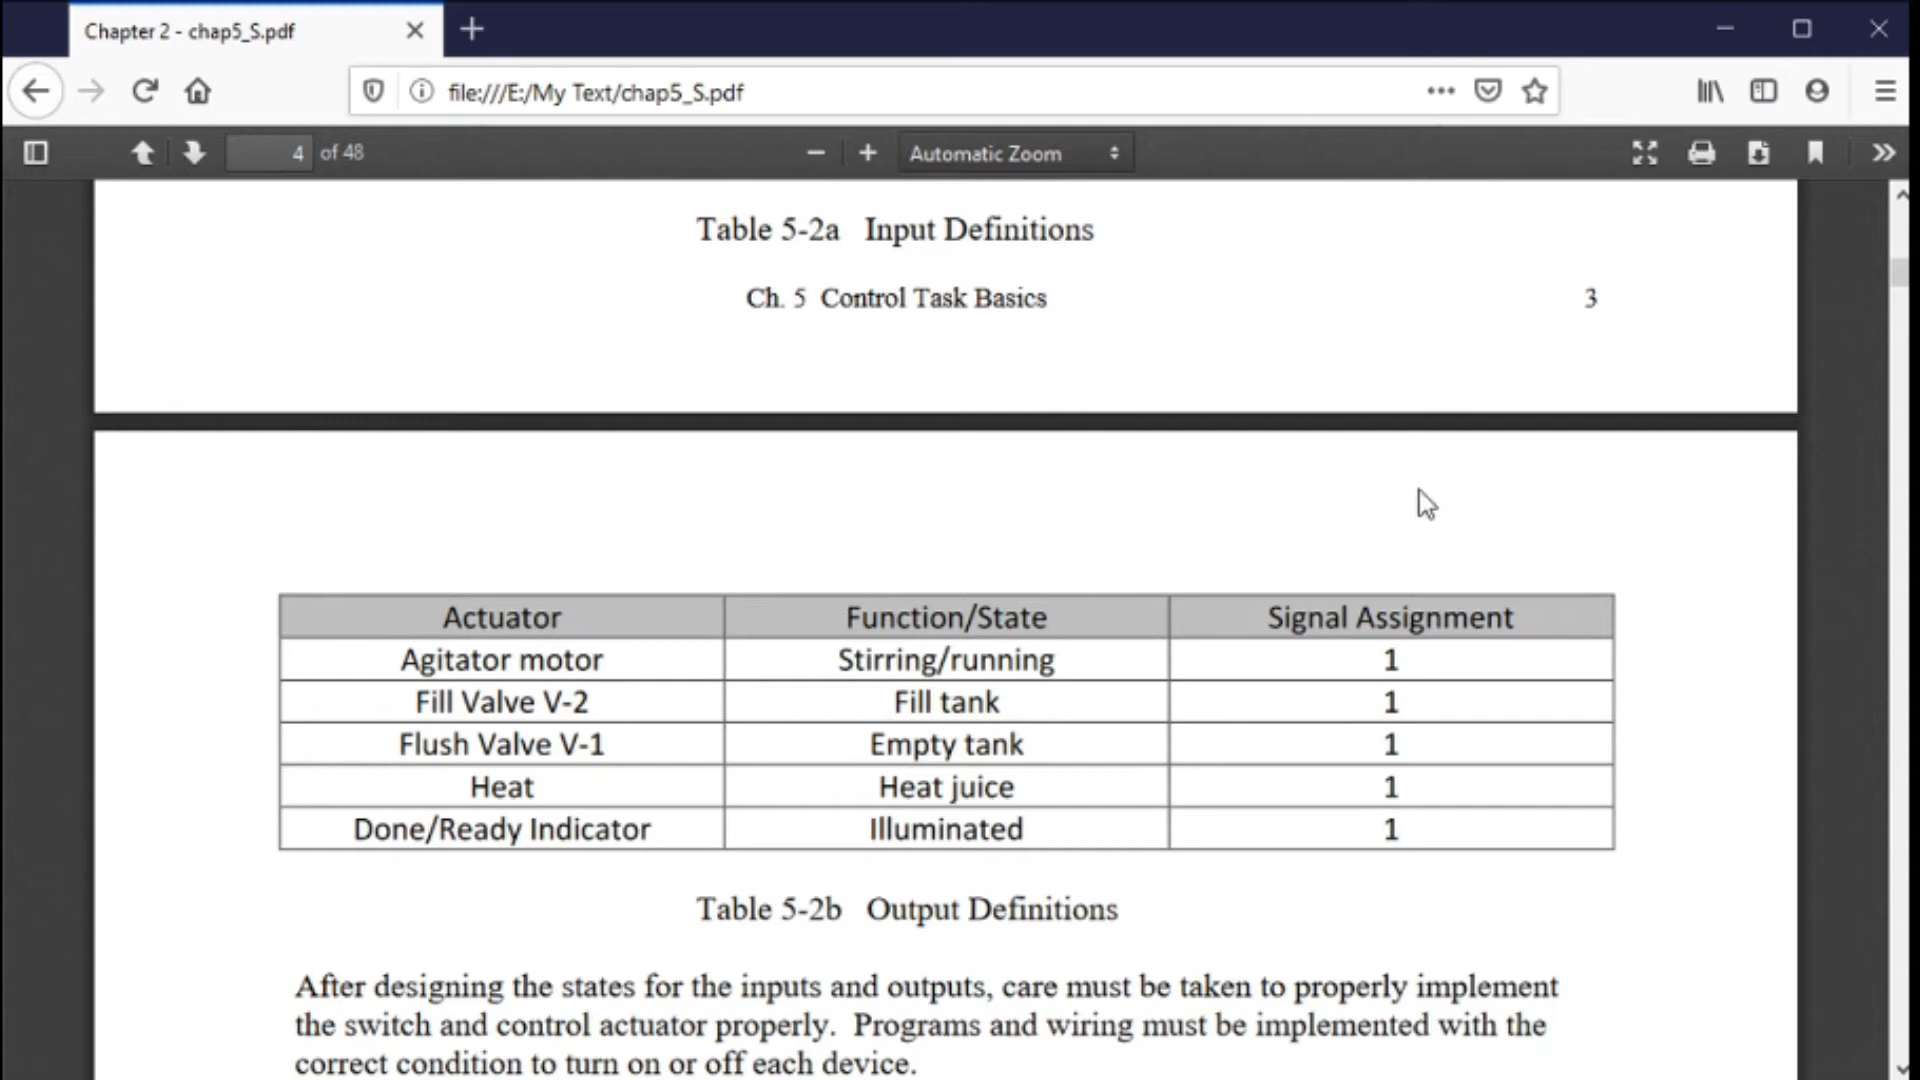 Chapter 2 - chap5_S.pdf
file:///E:/My Text/chap5_S.pdf
4 of 48
Automatic Zoom
Table 5-2a Input Definitions
Ch. 5 Control Task Basics 3
Actuator Function/State Signal Assignment
Agitator motor Stirring/running 1
Fill Valve V-2 Fill tank 1
Flush Valve V-1 Empty tank 1
Heat Heat juice 1
Done/Ready Indicator Illuminated 1
Table 5-2b Output Definitions
After designing the states for the inputs and outputs, care must be taken to properly implement
the switch and control actuator properly. Programs and wiring must be implemented with the
correct condition to turn on or off each device.